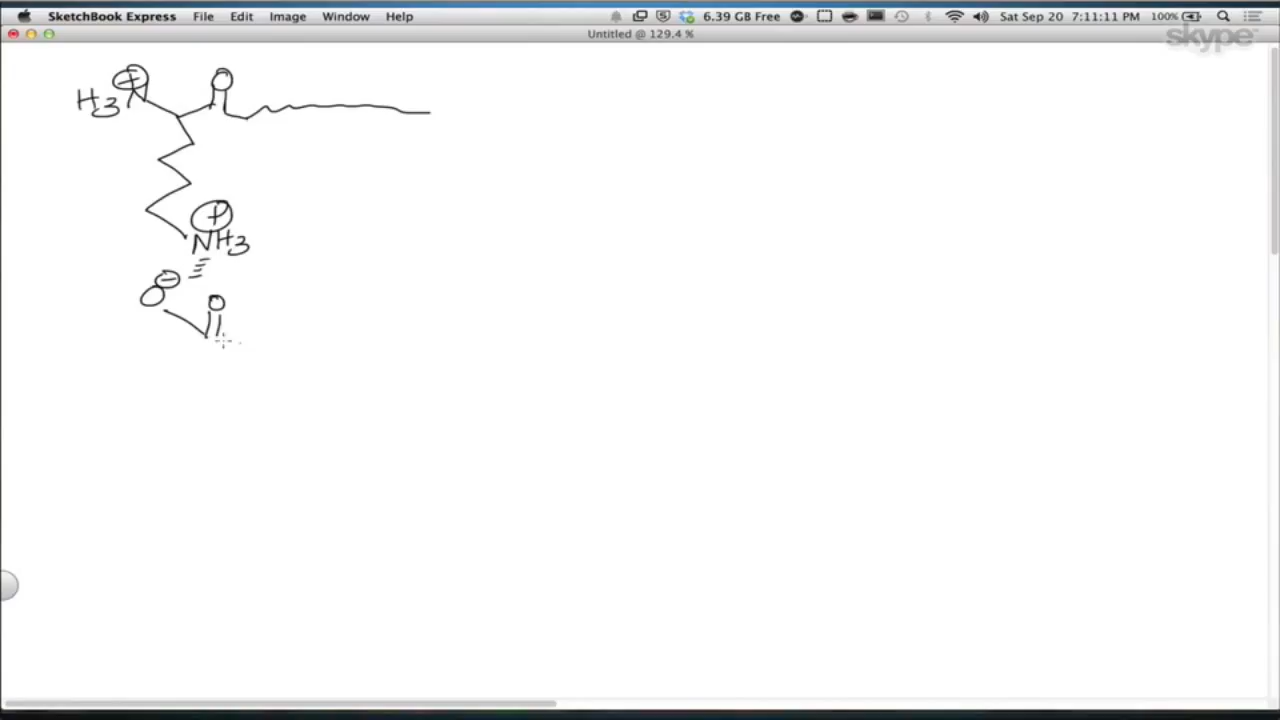 SketchBook Express File Edit Image Window Help 6.39 GB Free Sat Sep 20 7:11:11 PM 100%
Untitled @ 129.4 %
skype
+ O
H3 N
+
NH3
−
O O